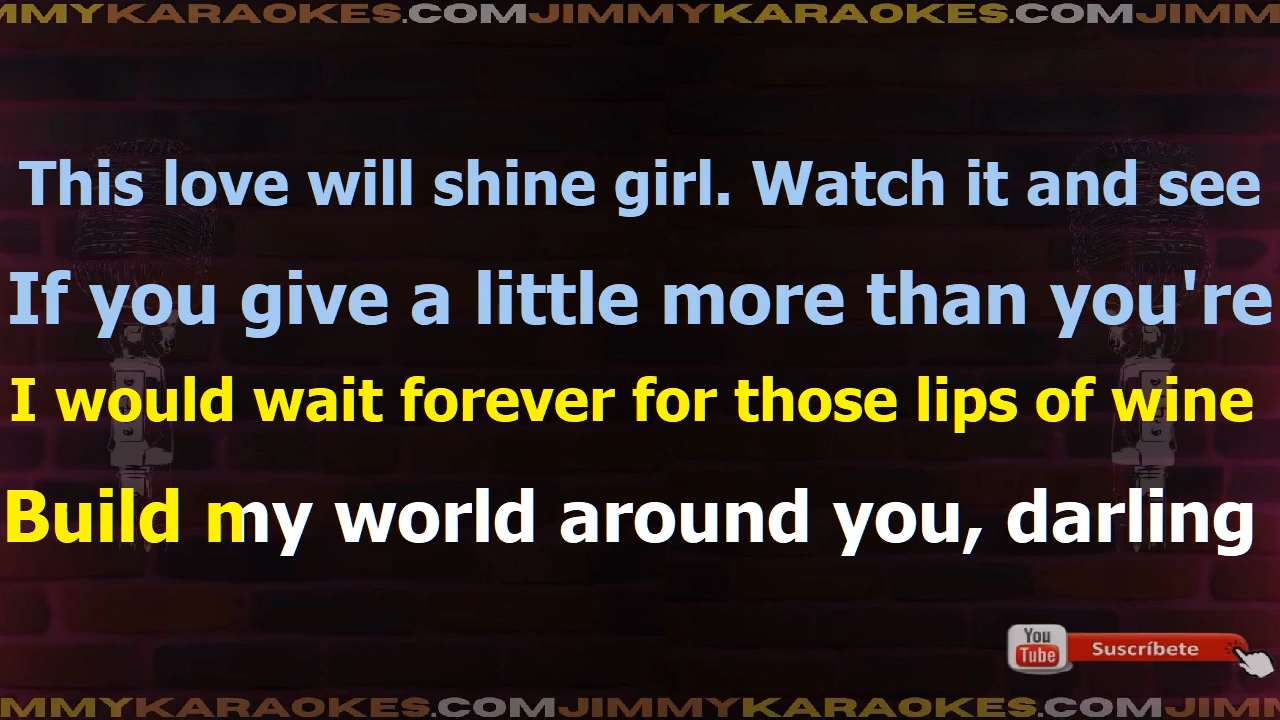 MMYKARAOKES.COMJIMMYKARAOKES.COMJIMM
This love will shine girl. Watch it and see
If you give a little more than you're
I would wait forever for those lips of wine
Build my world around you, darling
You Tube Suscríbete
MMYKARAOKES.COMJIMMYKARAOKES.COMJIMM